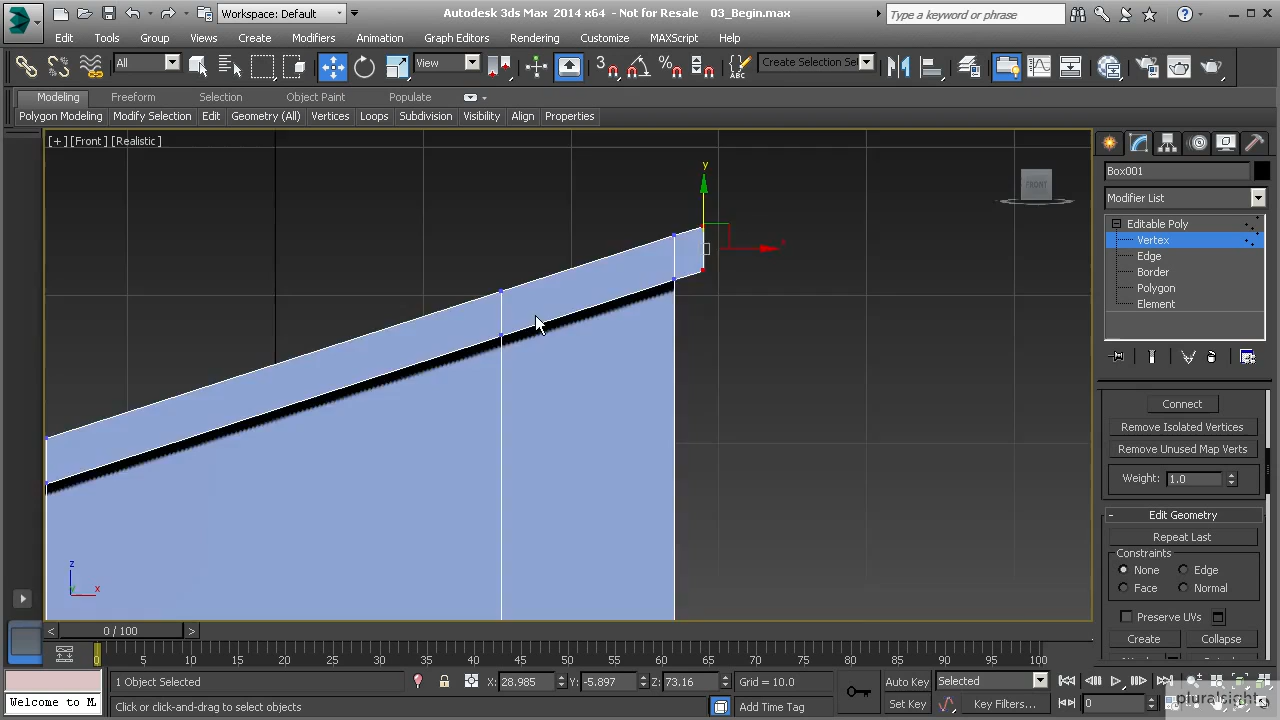 Workspace: Default
Autodesk 3ds Max 2014 x64 - Not for Resale 03_Begin.max
Type a keyword or phrase
Edit Tools Group Views Create Modifiers Animation Graph Editors Rendering Customize MAXScript Help
All View Create Selection Se
Modeling Freeform Selection Object Paint Populate
Polygon Modeling Modify Selection Edit Geometry (All) Vertices Loops Subdivision Visibility Align Properties
[+] [Front] [Realistic]
y
FRONT
x
z
x
Box001
Modifier List
Editable Poly
Vertex
Edge
Border
Polygon
Element
Connect
Remove Isolated Vertices
Remove Unused Map Verts
Weight: 1.0
- Edit Geometry
Repeat Last
Constraints
None Edge
Face Normal
Preserve UVs
Create Collapse
< 0 / 100 >
0 5 10 15 20 25 30 35 40 45 50 55 60 65 70 75 80 85 90 95 100
1 Object Selected X: 28.985 Y: -5.897 Z: 73.16 Grid = 10.0 Auto Key Selected
Welcome to M Click or click-and-drag to select objects Add Time Tag Set Key Key Filters... 0
pluralsight